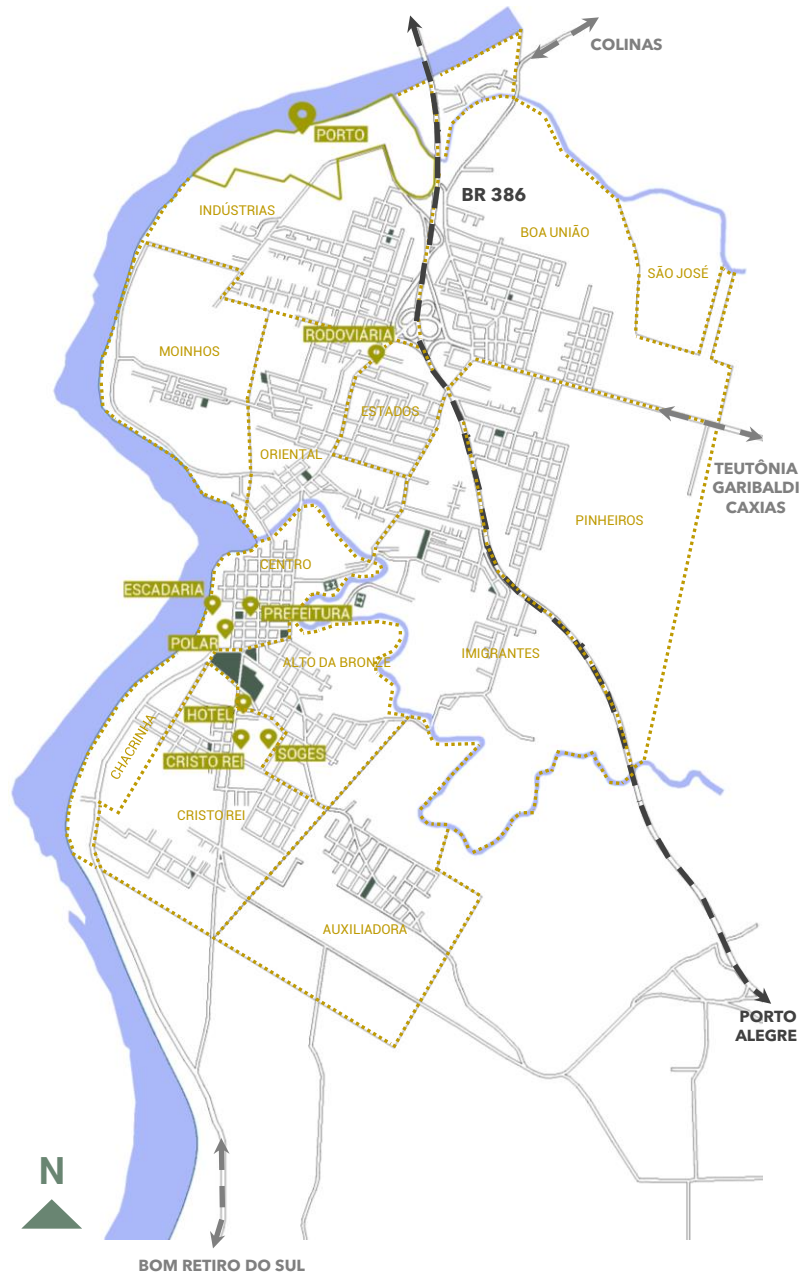 COLINAS
PORTO
BR 386
INDÚSTRIAS
BOA UNIÃO
SÃO JOSÉ
RODOVIÁRIA
MOINHOS
ESTADOS
ORIENTAL
TEUTÔNIA
GARIBALDI
CAXIAS
PINHEIROS
CENTRO
ESCADARIA
PREFEITURA
POLAR
IMIGRANTES
ALTO DA BRONZE
HOTEL
CHACRINHA
SOGES
CRISTO REI
CRISTO REI
AUXILIADORA
PORTO
ALEGRE
N
BOM RETIRO DO SUL